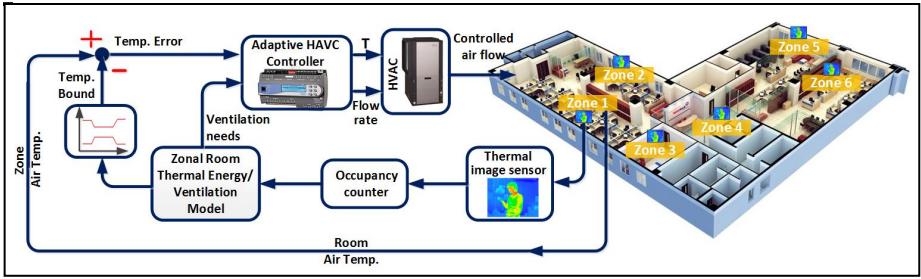 +
Temp. Error
−
Temp.
Bound
Adaptive HAVC
Controller
T
Flow
rate
HVAC
Controlled
air flow
Ventilation
needs
Zonal Room
Thermal Energy/
Ventilation
Model
Occupancy
counter
Thermal
image sensor
Zone
Air Temp.
Room
Air Temp.
Zone 1
Zone 2
Zone 3
Zone 4
Zone 5
Zone 6